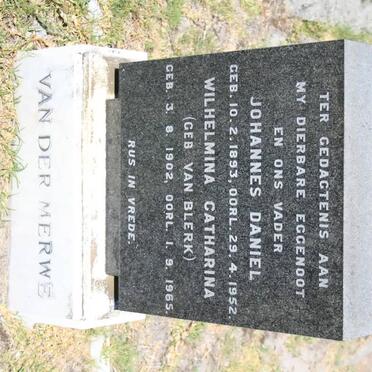 TER GEDAGTENIS AAN
MY DIERBARE EGGENOOT
EN ONS VADER
JOHANNES DANIEL
GEB. 10. 2. 1893. OORL. 29. 4. 1952.
WILHELMINA CATHARINA
(GEB. VAN BLERK)
GEB. 3. 8. 1902, OORL. 1. 9. 1965.
RUS IN VREDE.
VAN DER MERWE